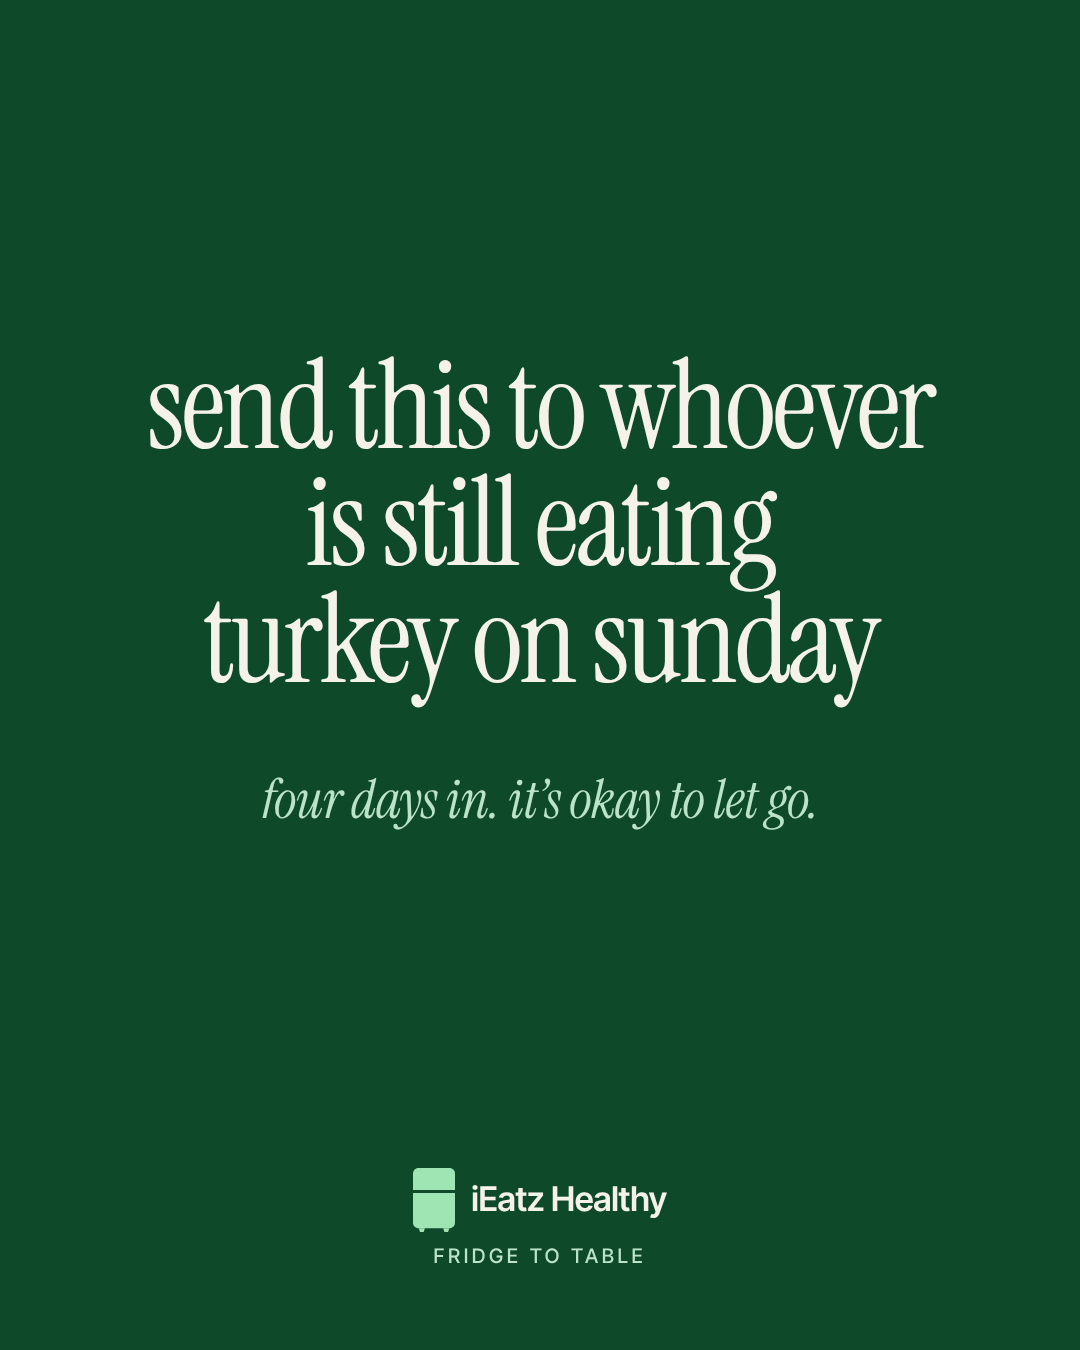 send this to whoever
is still eating
turkey on sunday
four days in. it’s okay to let go.
iEatz Healthy
FRIDGE TO TABLE